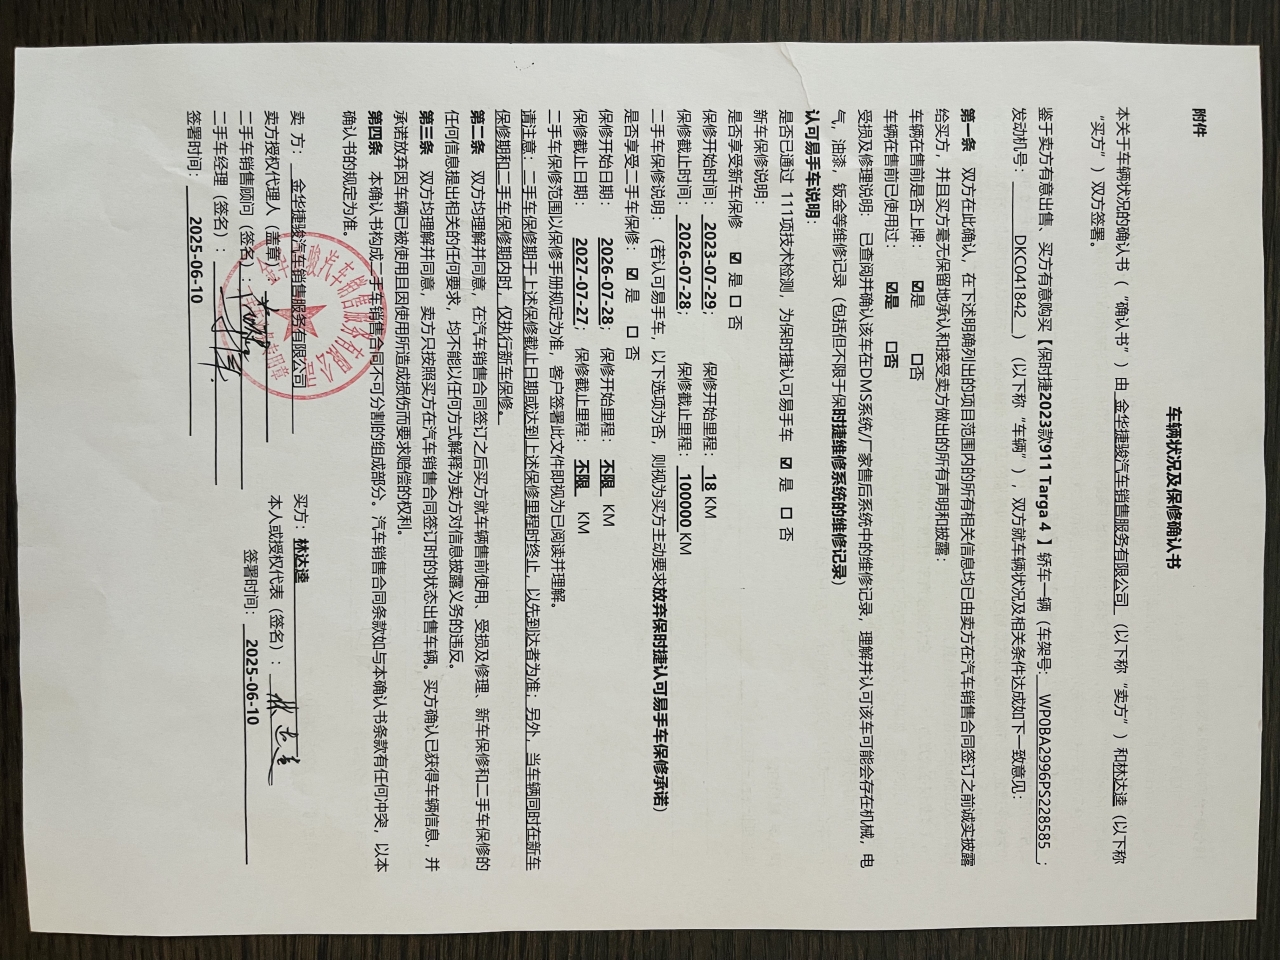 附件
车辆状况及保修确认书
本关于车辆状况的确认书（“确认书”）由 金华捷骏汽车销售服务有限公司 （以下称“卖方”）和林达逵（以下称
“买方”）双方签署。
鉴于卖方有意出售、买方有意购买【保时捷2023款911 Targa 4 】轿车一辆（车架号: WP0BA2996PS228585 ;
发动机号: DKC041842 ）（以下称“车辆”），双方就车辆状况及相关条件达成如下一致意见:
第一条 双方在此确认，在下述明确列出的项目范围内的所有相关信息均已由卖方在汽车销售合同签订之前诚实披露
给买方，并且买方毫无保留地承认和接受卖方做出的所有声明和披露:
车辆在售前是否上牌: ☑是 ☐否
车辆在售前已使用过: ☑是 ☐否
受损及修理说明: 已查阅并确认该车在DMS系统/厂家售后系统中的维修记录，理解并认可该车可能会存在机械，电
气，油漆，钣金等维修记录（包括但不限于保时捷维修系统的维修记录）
认可易手车说明:
是否已通过 111项技术检测，为保时捷认可易手车 ☑ 是 ☐ 否
新车保修说明:
是否享受新车保修 ☑ 是 ☐ 否
保修开始时间: 2023-07-29; 保修开始里程: 18 KM
保修截止时间: 2026-07-28; 保修截止里程: 100000 KM
二手车保修说明: （若认可易手车，以下选项为否，则视为买方主动要求放弃保时捷认可易手车保修承诺）
是否享受二手车保修: ☑ 是 ☐ 否
保修开始日期: 2026-07-28; 保修开始里程: 不限 KM
保修截止日期: 2027-07-27; 保修截止里程: 不限 KM
二手车保修范围以保修手册规定为准，客户签署此文件即视为已阅读并理解。
请注意: 二手车保修期于上述保修截止日期或达到上述保修里程时终止，以先到达者为准; 另外，当车辆同时在新车
保修期和二手车保修期内时，仅执行新车保修。
第二条 双方均理解并同意，在汽车销售合同签订之后买方就车辆售前使用、受损及修理、新车保修和二手车保修的
任何信息提出相关的任何要求，均不能以任何方式解释为卖方对信息披露义务的违反。
第三条 双方均理解并同意，卖方只按照买方在汽车销售合同签订时的状态出售车辆。买方确认已获得车辆信息，并
承诺放弃因车辆已被使用且因使用所造成损伤而要求赔偿的权利。
第四条 本确认书构成二手车销售合同不可分割的组成部分。汽车销售合同条款如与本确认书条款有任何冲突，以本
确认书的规定为准。
卖 方: 金华捷骏汽车销售服务有限公司 买方: 林达逵
卖方授权代理人（盖章） 本人或授权代表（签名）: 林达逵
二手车销售顾问（签名）: 签署时间: 2025-06-10
二手车经理（签名）:
签署时间: 2025-06-10